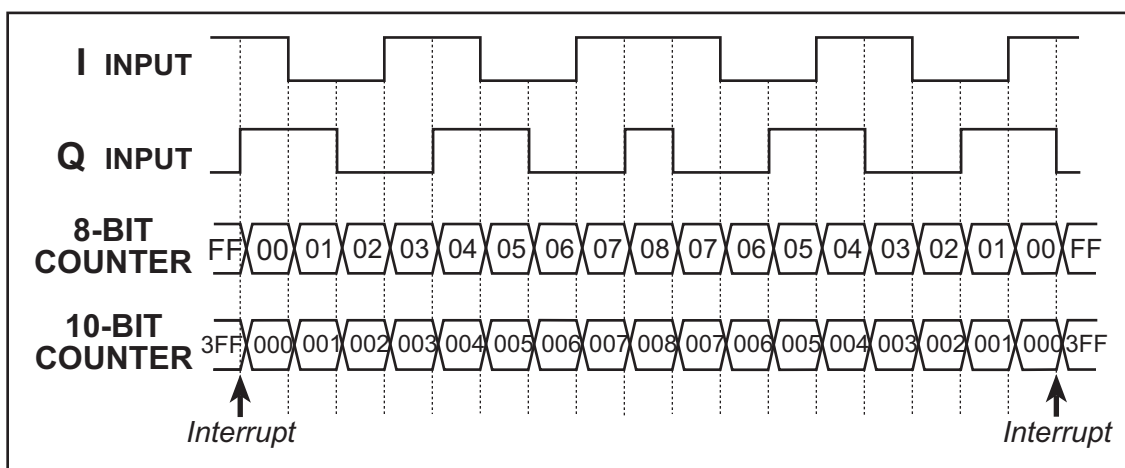 I INPUT
Q INPUT
8-BIT
COUNTER
FF 00 01 02 03 04 05 06 07 08 07 06 05 04 03 02 01 00 FF
10-BIT
COUNTER
3FF 000 001 002 003 004 005 006 007 008 007 006 005 004 003 002 001 000 3FF
Interrupt Interrupt